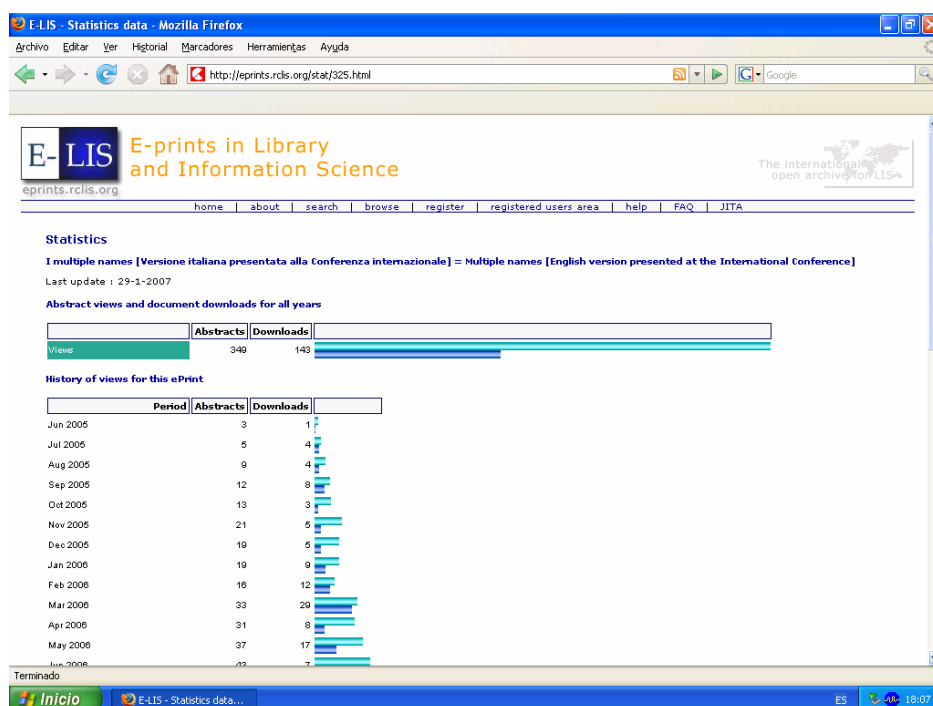 E-LIS - Statistics data - Mozilla Firefox
Archivo Editar Ver Historial Marcadores Herramientas Ayuda
http://eprints.rclis.org/stat/325.html
G Google
E-LIS
eprints.rclis.org
E-prints in Library
and Information Science
The international
open archive for LIS
home | about | search | browse | register | registered users area | help | FAQ | JITA
Statistics
I multiple names [Versione italiana presentata alla Conferenza internazionale] = Multiple names [English version presented at the International Conference]
Last update : 29-1-2007
Abstract views and document downloads for all years
Abstracts Downloads
Views 349 143
History of views for this ePrint
Period Abstracts Downloads
Jun 2005 3 1
Jul 2005 5 4
Aug 2005 9 4
Sep 2005 12 8
Oct 2005 13 3
Nov 2005 21 5
Dec 2005 19 5
Jan 2006 19 9
Feb 2006 16 12
Mar 2006 33 29
Apr 2006 31 8
May 2006 37 17
Jun 2006 7
Terminado
Inicio E-LIS - Statistics data... ES 18:07